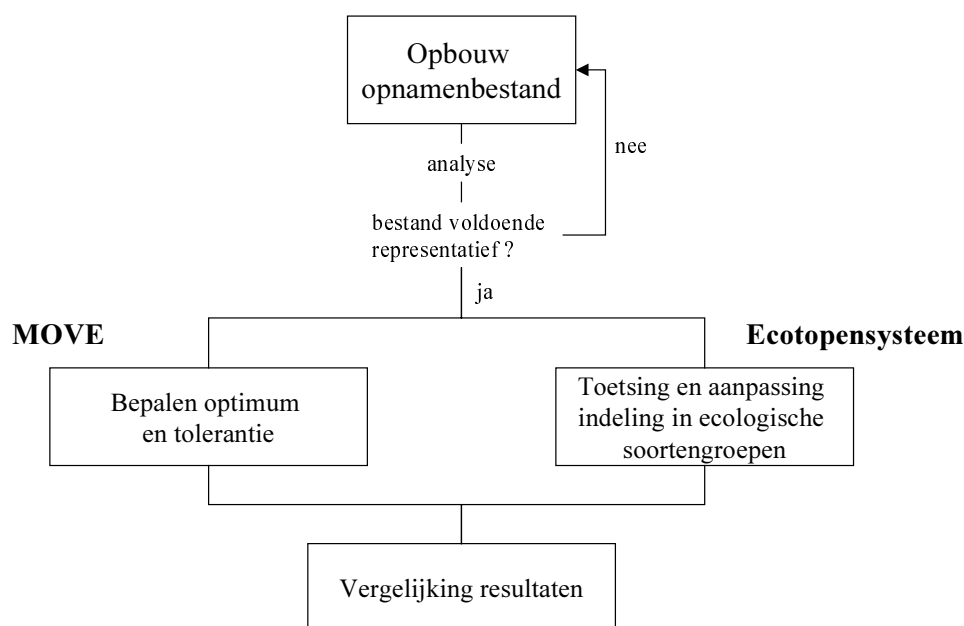 Opbouw
opnamenbestand
nee
analyse
bestand voldoende
representatief ?
ja
MOVE
Ecotopensysteem
Bepalen optimum
en tolerantie
Toetsing en aanpassing
indeling in ecologische
soortengroepen
Vergelijking resultaten